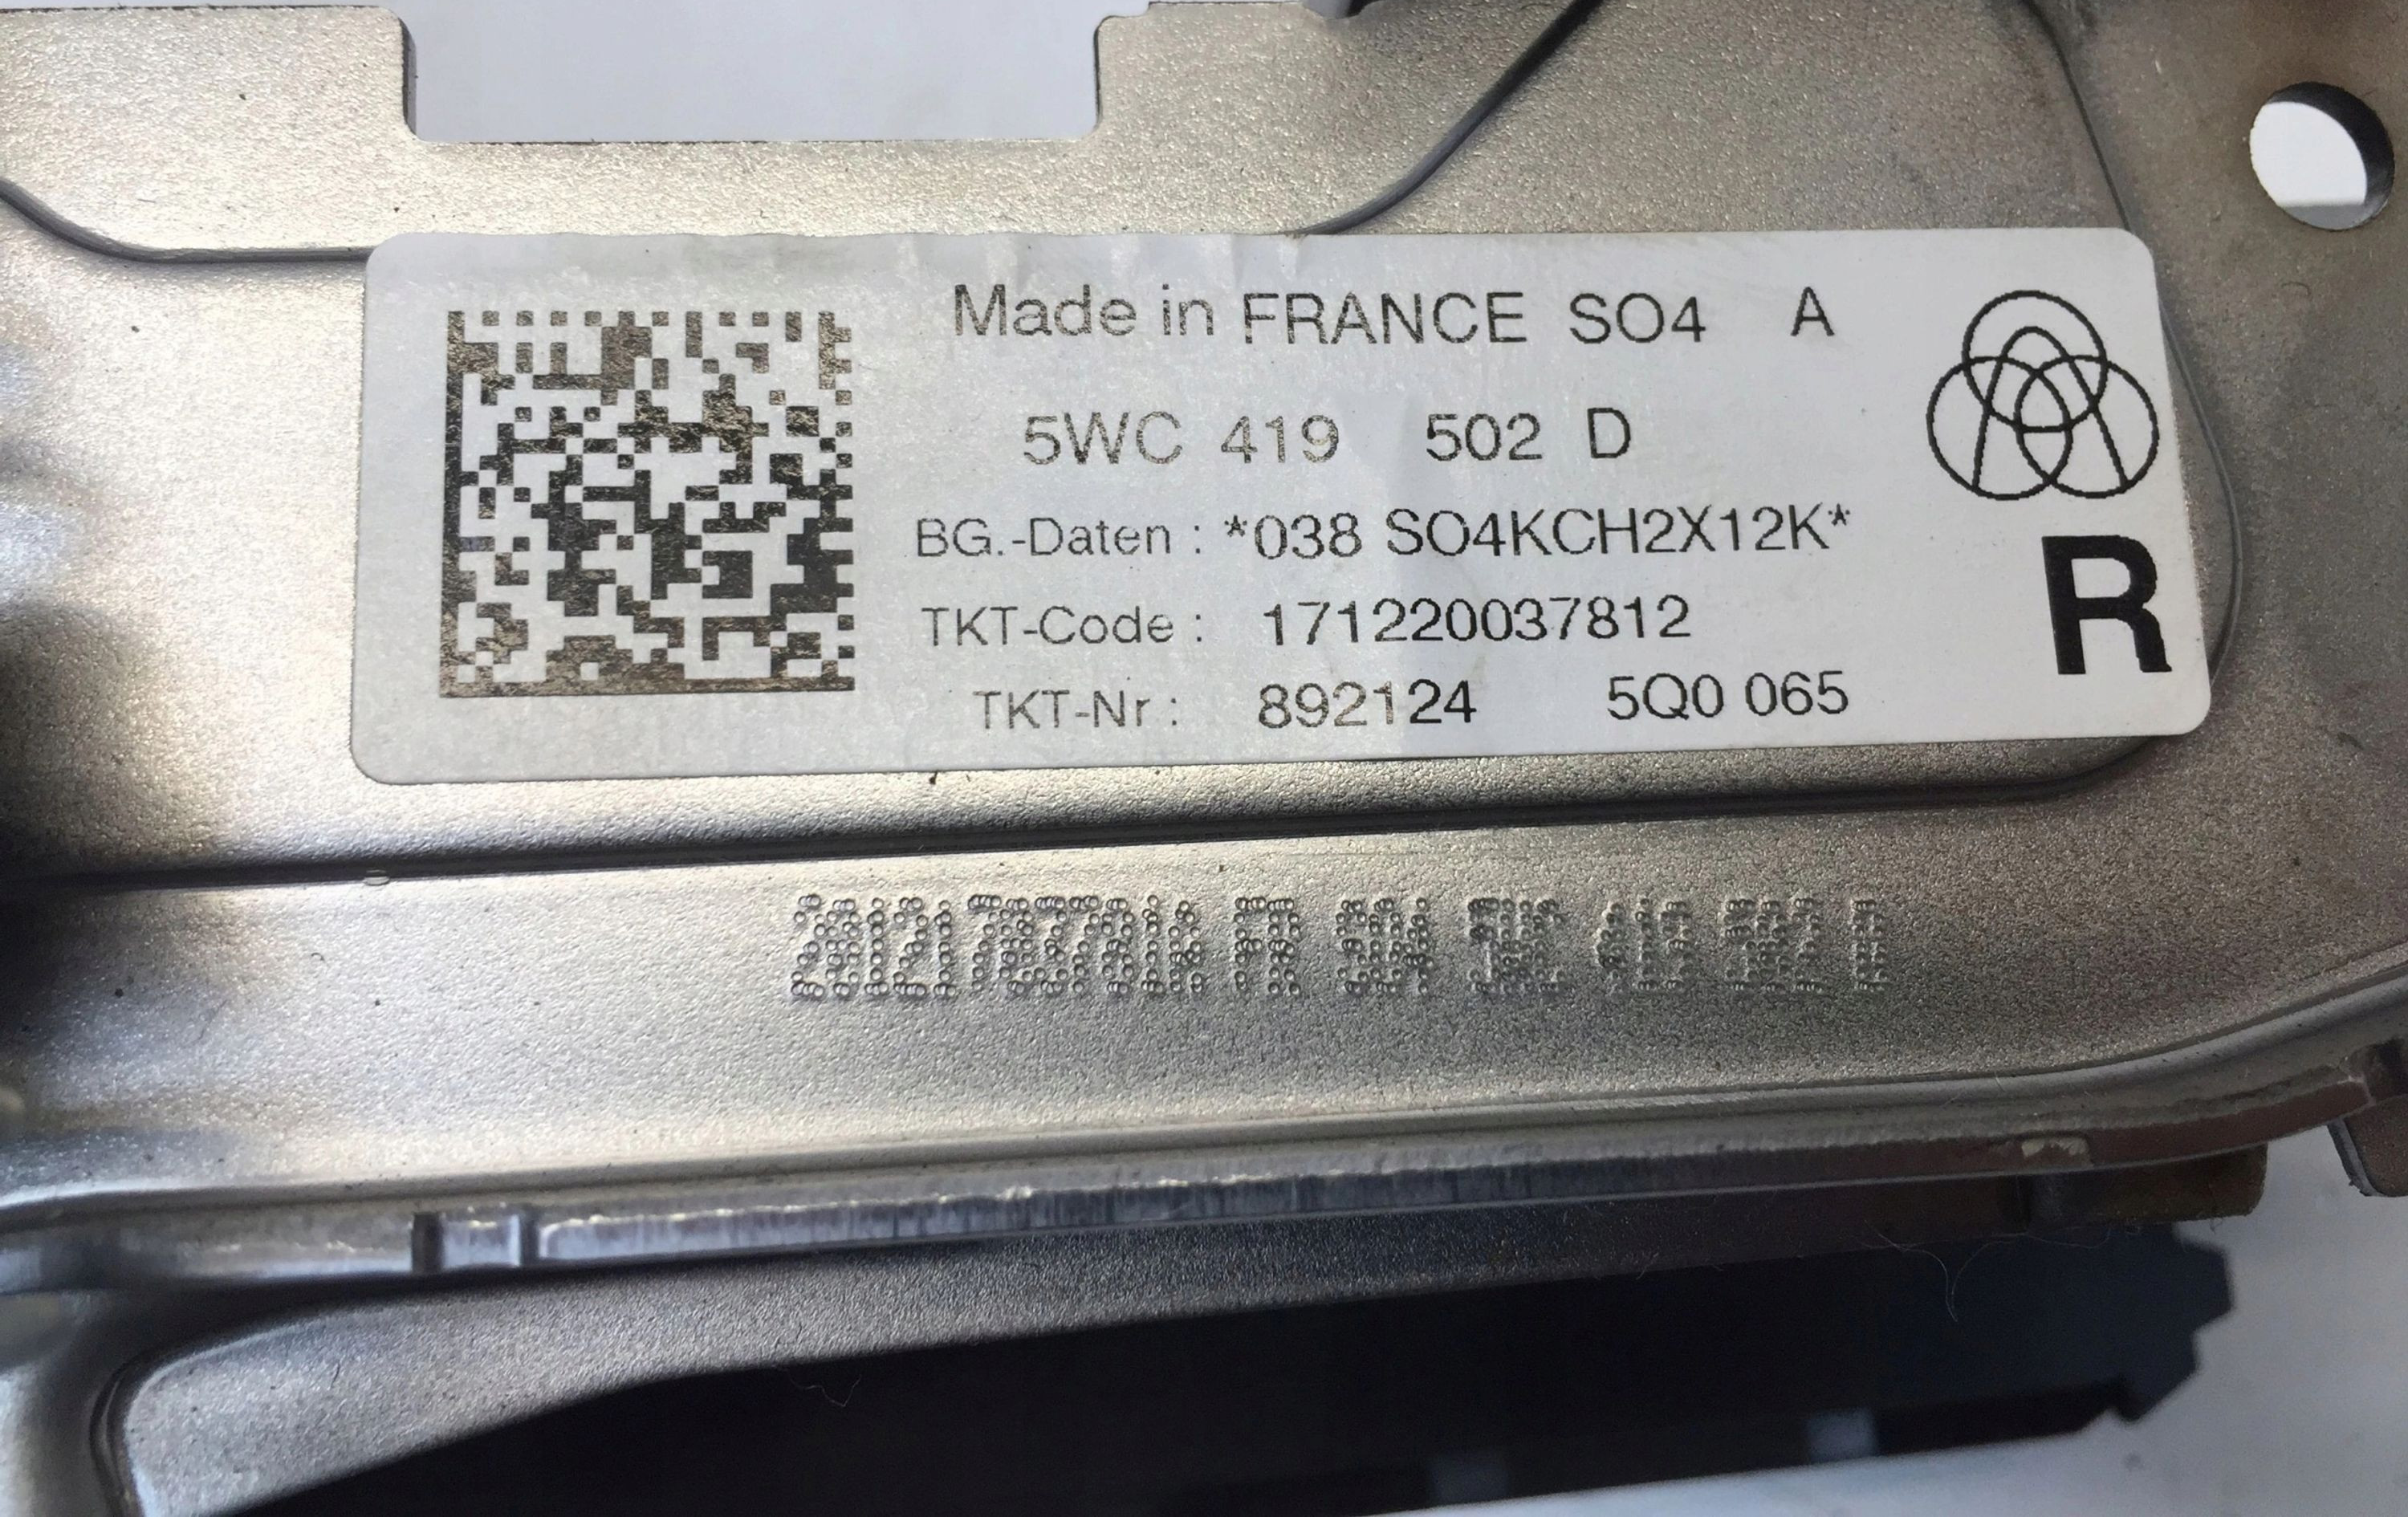 Made in FRANCE SO4 A
5WC 419 502 D
BG.-Daten : *038 SO4KCH2X12K*
R
TKT-Code : 171220037812
TKT-Nr : 892124 5Q0 065